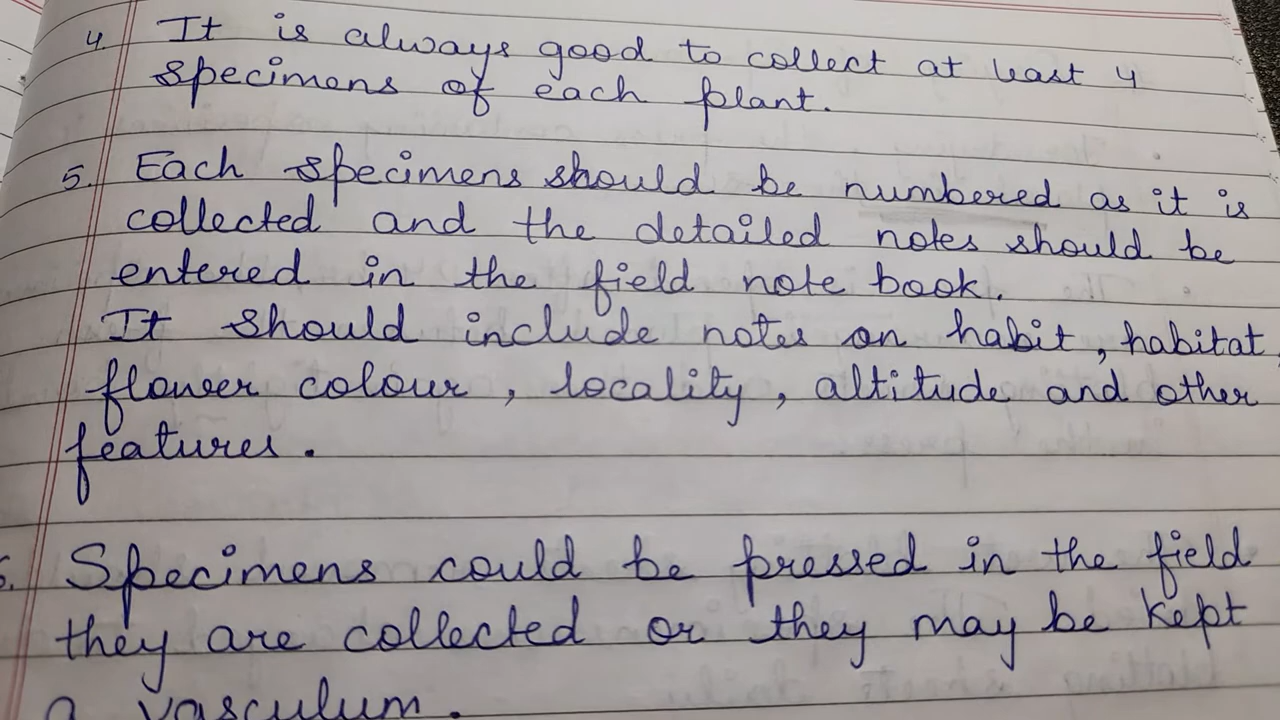 4. It is always good to collect at least 4
specimens of each plant.
5. Each specimens should be numbered as it is
collected and the detailed notes should be
entered in the field note book.
It should include notes on habit, habitat,
flower colour, locality, altitude and other
features.
6. Specimens could be pressed in the field
they are collected or they may be kept
a vasculum.